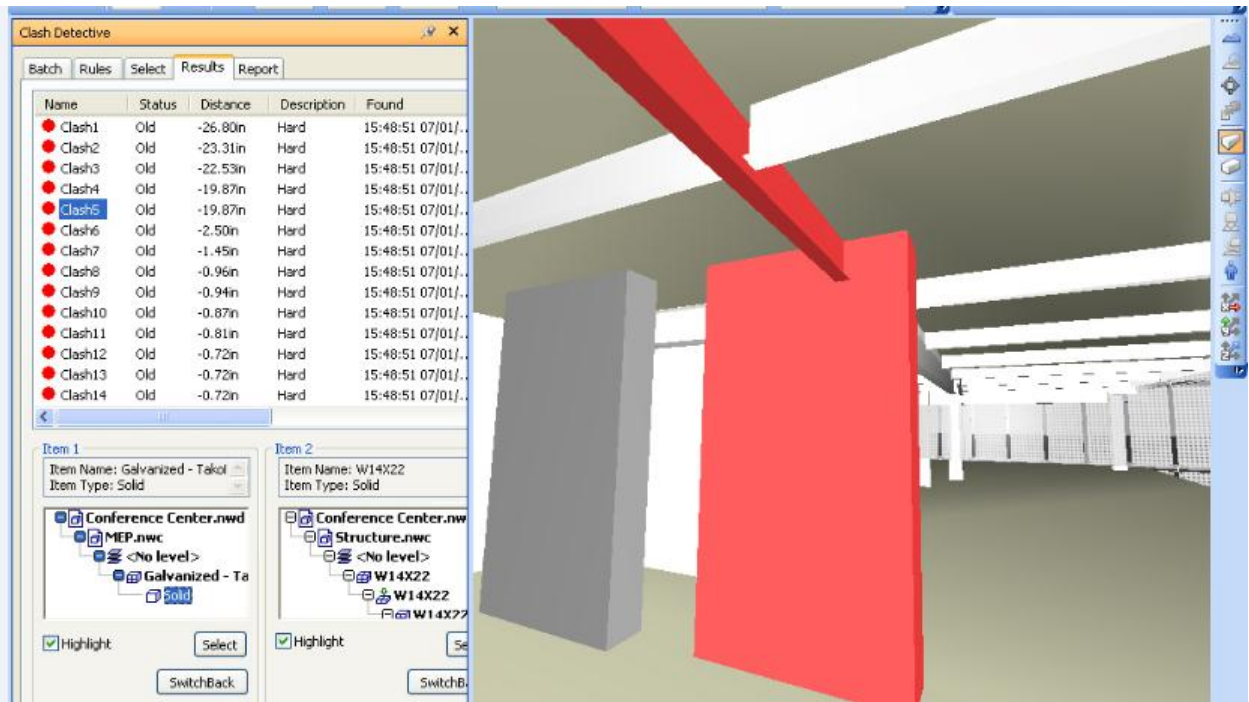 Clash Detective
Batch Rules Select Results Report
Name Status Distance Description Found
Clash1 Old -26.80in Hard 15:48:51 07/01/..
Clash2 Old -23.31in Hard 15:48:51 07/01/..
Clash3 Old -22.53in Hard 15:48:51 07/01/..
Clash4 Old -19.87in Hard 15:48:51 07/01/..
Clash5 Old -19.87in Hard 15:48:51 07/01/..
Clash6 Old -2.50in Hard 15:48:51 07/01/..
Clash7 Old -1.45in Hard 15:48:51 07/01/..
Clash8 Old -0.96in Hard 15:48:51 07/01/..
Clash9 Old -0.94in Hard 15:48:51 07/01/..
Clash10 Old -0.87in Hard 15:48:51 07/01/..
Clash11 Old -0.81in Hard 15:48:51 07/01/..
Clash12 Old -0.72in Hard 15:48:51 07/01/..
Clash13 Old -0.72in Hard 15:48:51 07/01/..
Clash14 Old -0.72in Hard 15:48:51 07/01/..
Item 1
Item Name: Galvanized - Takof
Item Type: Solid
Conference Center.nwd
MEP.nwc
<No level>
Galvanized - Ta
Solid
Highlight
Select
SwitchBack
Item 2
Item Name: W14X22
Item Type: Solid
Conference Center.nw
Structure.nwc
<No level>
W14X22
W14X22
W14X22
Highlight
Se
SwitchB